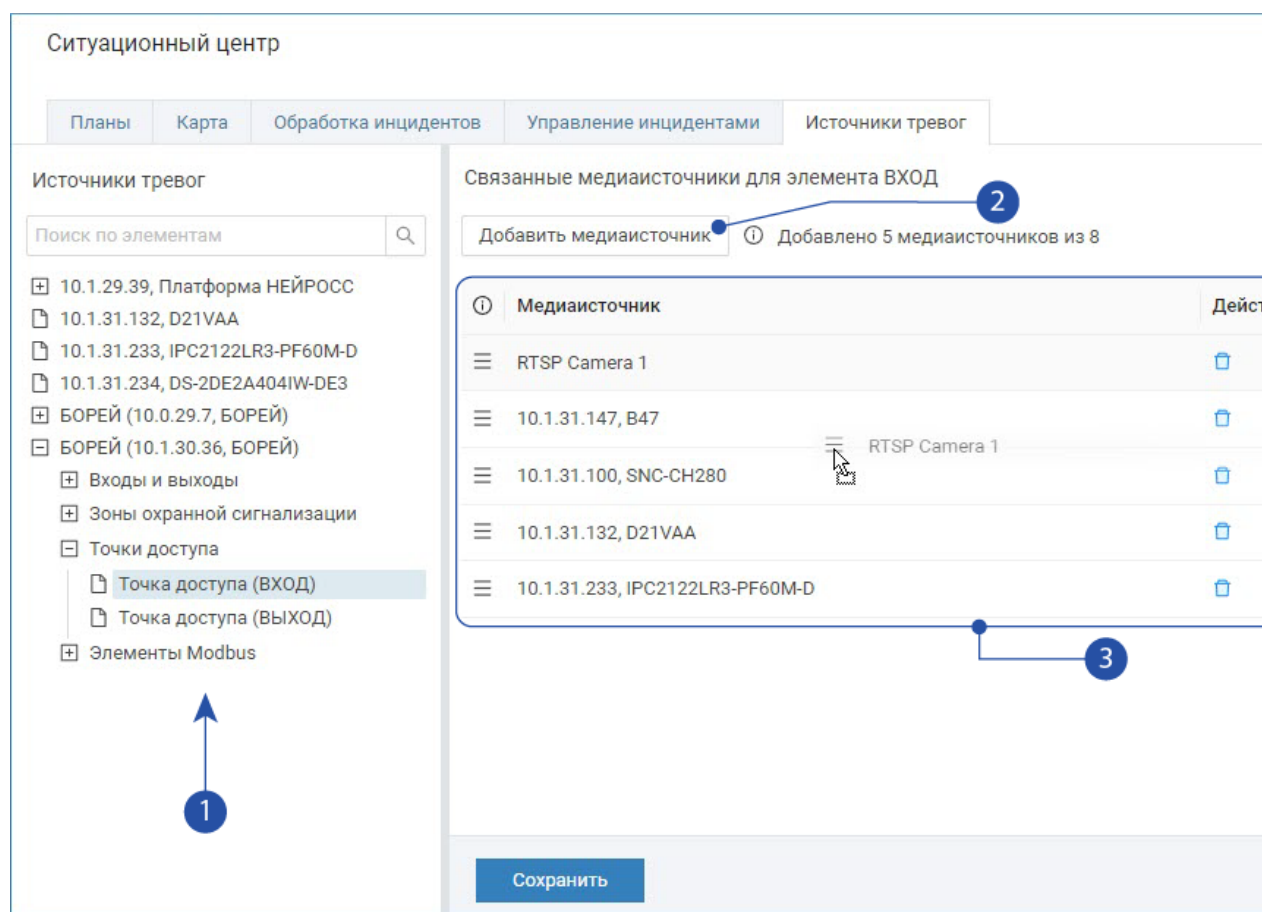 Ситуационный центр
Планы Карта Обработка инцидентов Управление инцидентами Источники тревог
Источники тревог
Поиск по элементам
10.1.29.39, Платформа НЕЙРОСС
10.1.31.132, D21VAA
10.1.31.233, IPC2122LR3-PF60M-D
10.1.31.234, DS-2DE2A404IW-DE3
БОРЕЙ (10.0.29.7, БОРЕЙ)
БОРЕЙ (10.1.30.36, БОРЕЙ)
Входы и выходы
Зоны охранной сигнализации
Точки доступа
Точка доступа (ВХОД)
Точка доступа (ВЫХОД)
Элементы Modbus
1
Связанные медиаисточники для элемента ВХОД
2
Добавить медиаисточник Добавлено 5 медиаисточников из 8
Медиаисточник Дейст
RTSP Camera 1
10.1.31.147, B47
RTSP Camera 1
10.1.31.100, SNC-CH280
10.1.31.132, D21VAA
10.1.31.233, IPC2122LR3-PF60M-D
3
Сохранить